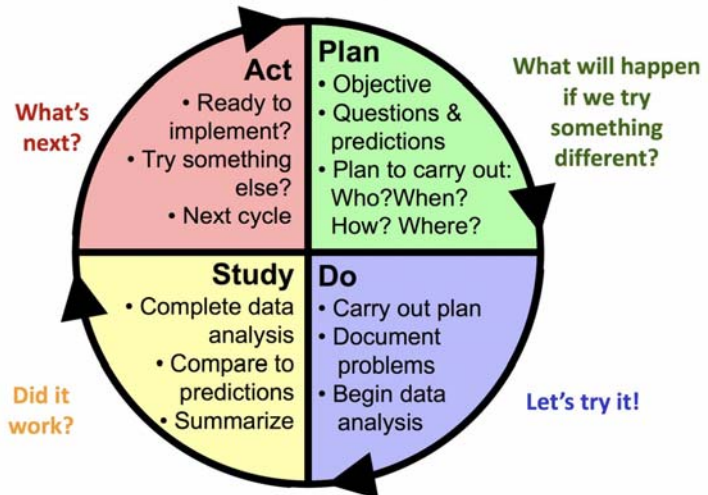 Plan
• Objective
• Questions &
predictions
• Plan to carry out:
Who?When?
How? Where?
What will happen
if we try
something
different?
Do
• Carry out plan
• Document
problems
• Begin data
analysis
Let's try it!
Study
• Complete data
analysis
• Compare to
predictions
• Summarize
Did it
work?
Act
• Ready to
implement?
• Try something
else?
• Next cycle
What's
next?